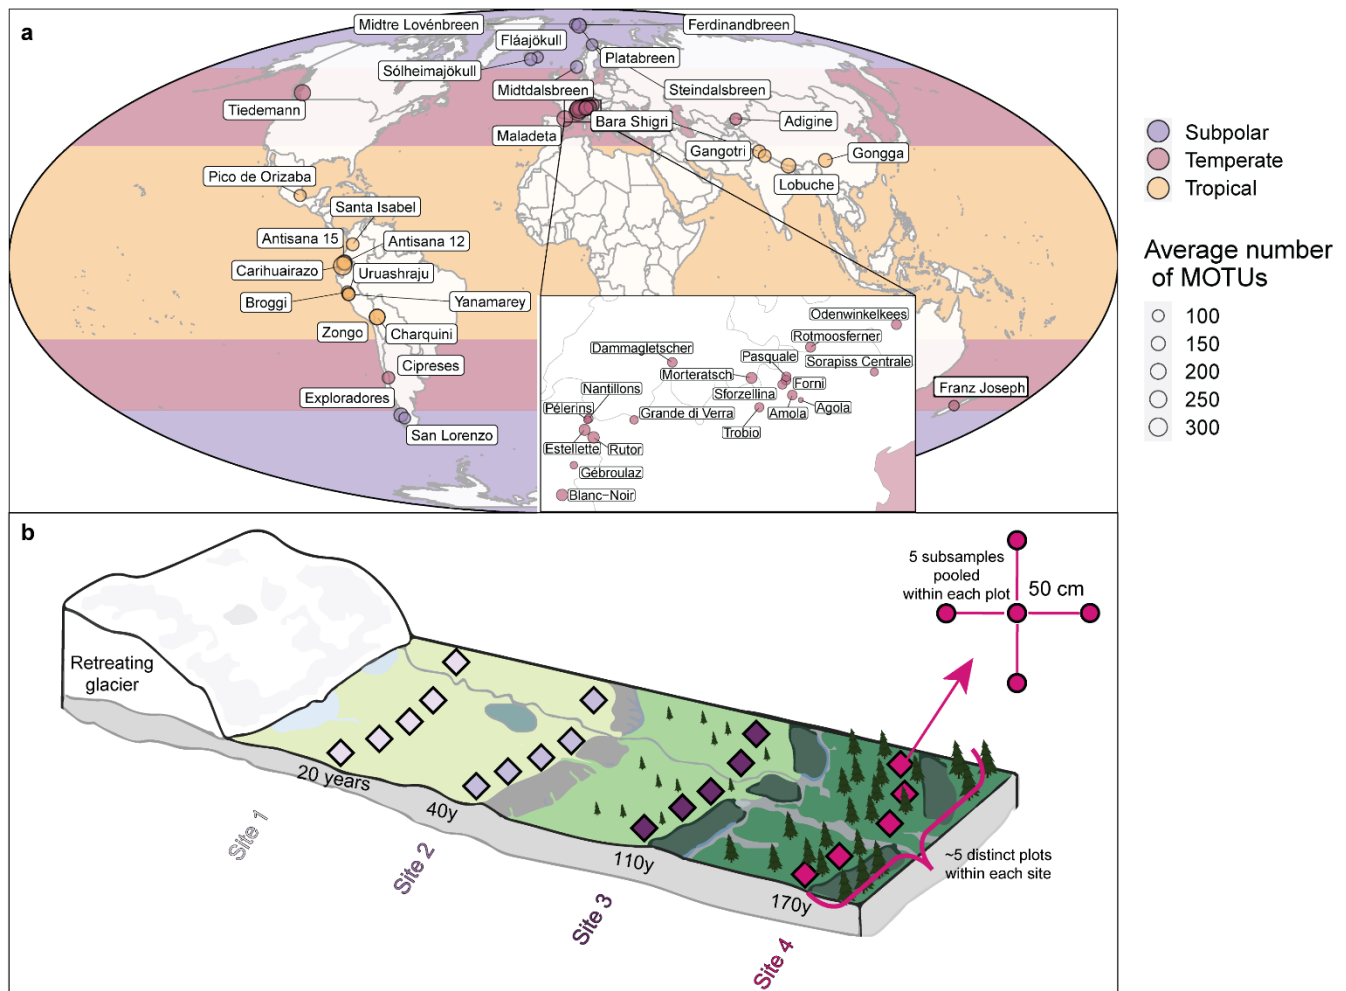 a
Midtre Lovénbreen
Ferdinandbreen
Fláajökull
Platabreen
Sólheimajökull
Midtdalsbreen
Steindalsbreen
Tiedemann
Maladeta
Bara Shigri
Adigine
Gangotri
Gongga
Lobuche
Pico de Orizaba
Santa Isabel
Antisana 15
Antisana 12
Carihuairazo
Uruashraju
Broggi
Yanamarey
Zongo
Charquini
Cipreses
Exploradores
San Lorenzo
Franz Joseph
Odenwinkelkees
Rotmoosferner
Dammagletscher
Pasquale
Sorapiss Centrale
Morteratsch
Nantillons
Sforzellina
Forni
Pélerins
Grande di Verra
Amola
Agola
Trobio
Estellette
Rutor
Gébroulaz
Blanc−Noir
Subpolar
Temperate
Tropical
Average number
of MOTUs
100
150
200
250
300
b
5 subsamples
pooled
within each plot
50 cm
Retreating
glacier
20 years
40y
110y
170y
~5 distinct plots
within each site
Site 1
Site 2
Site 3
Site 4